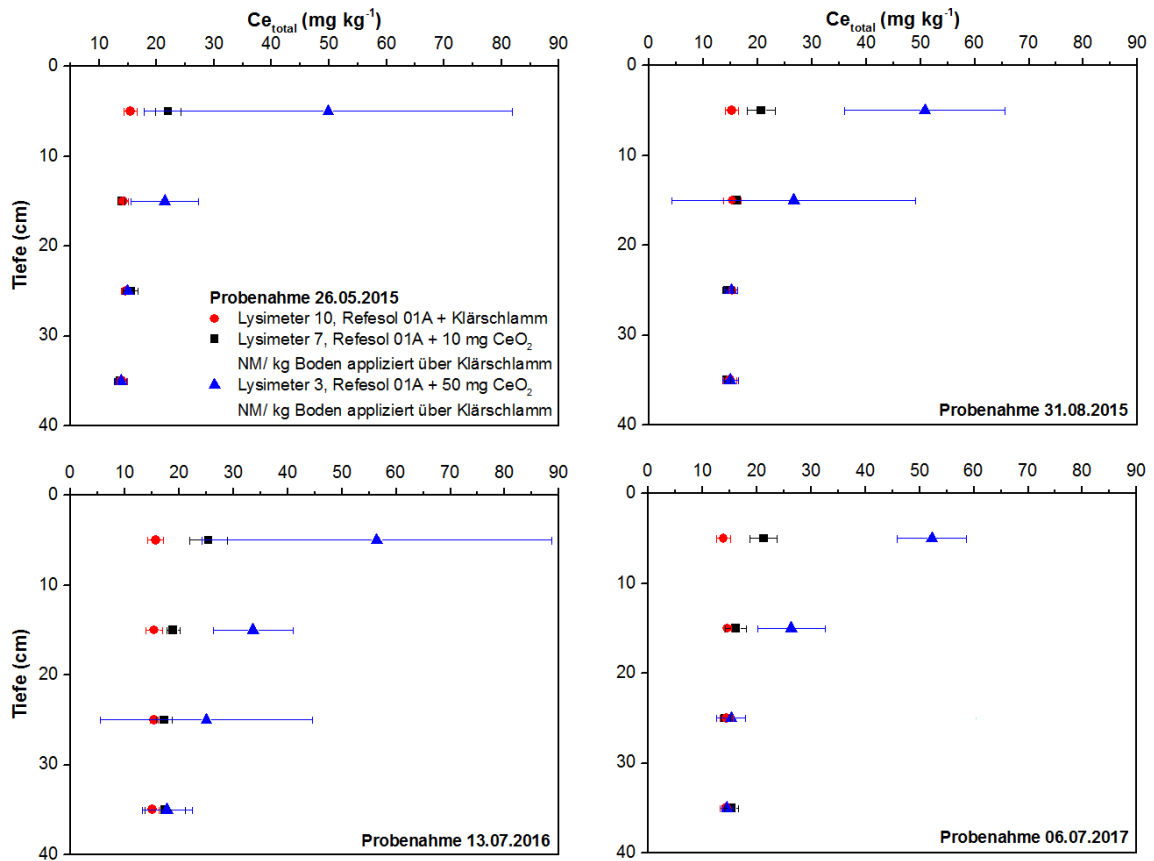 Ce_total (mg kg⁻¹)
10 20 30 40 50 60 70 80 90
0
10
20
30
40
Tiefe (cm)
Probenahme 26.05.2015
Lysimeter 10, Refesol 01A + Klärschlamm
Lysimeter 7, Refesol 01A + 10 mg CeO₂
NM/ kg Boden appliziert über Klärschlamm
Lysimeter 3, Refesol 01A + 50 mg CeO₂
NM/ kg Boden appliziert über Klärschlamm
Ce_total (mg kg⁻¹)
0 10 20 30 40 50 60 70 80 90
0
10
20
30
40
Probenahme 31.08.2015
0 10 20 30 40 50 60 70 80 90
0
10
20
30
40
Tiefe (cm)
Probenahme 13.07.2016
0 10 20 30 40 50 60 70 80 90
0
10
20
30
40
Probenahme 06.07.2017